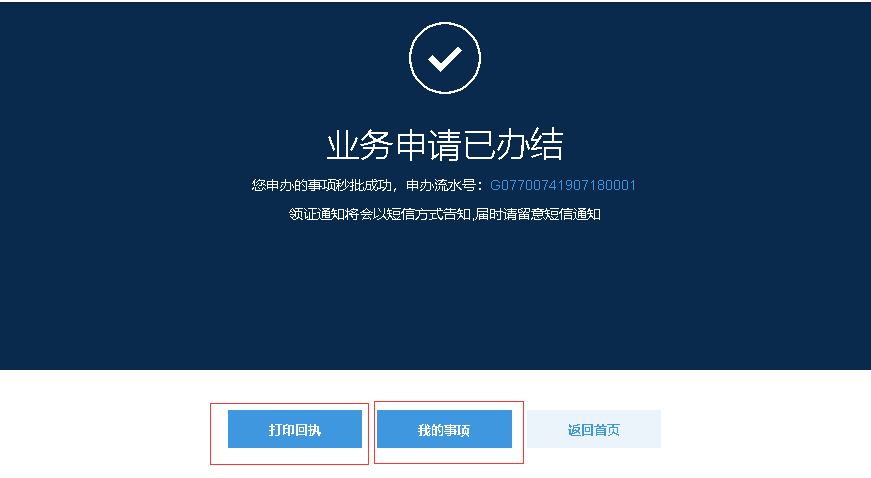 业务申请已办结
您申办的事项秒批成功，申办流水号：G07700741907180001
领证通知将会以短信方式告知,届时请留意短信通知
打印回执
我的事项
返回首页